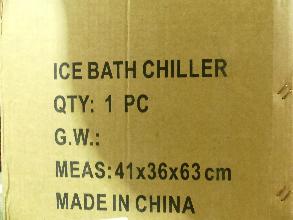 ICE BATH CHILLER
QTY: 1 PC
G.W.:
MEAS: 41x36x63 cm
MADE IN CHINA